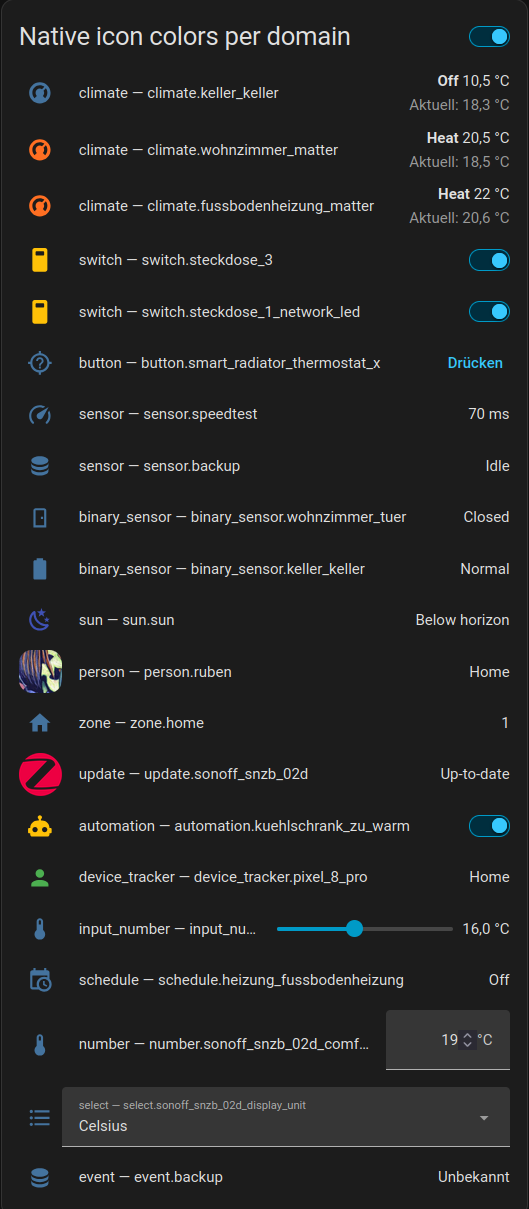 Native icon colors per domain
climate — climate.keller_keller
Off 10,5 °C
Aktuell: 18,3 °C
climate — climate.wohnzimmer_matter
Heat 20,5 °C
Aktuell: 18,5 °C
climate — climate.fussbodenheizung_matter
Heat 22 °C
Aktuell: 20,6 °C
switch — switch.steckdose_3
switch — switch.steckdose_1_network_led
button — button.smart_radiator_thermostat_x
Drücken
sensor — sensor.speedtest
70 ms
sensor — sensor.backup
Idle
binary_sensor — binary_sensor.wohnzimmer_tuer
Closed
binary_sensor — binary_sensor.keller_keller
Normal
sun — sun.sun
Below horizon
person — person.ruben
Home
zone — zone.home
1
update — update.sonoff_snzb_02d
Up-to-date
automation — automation.kuehlschrank_zu_warm
device_tracker — device_tracker.pixel_8_pro
Home
input_number — input_nu...
16,0 °C
schedule — schedule.heizung_fussbodenheizung
Off
number — number.sonoff_snzb_02d_comf...
19 °C
select — select.sonoff_snzb_02d_display_unit
Celsius
event — event.backup
Unbekannt